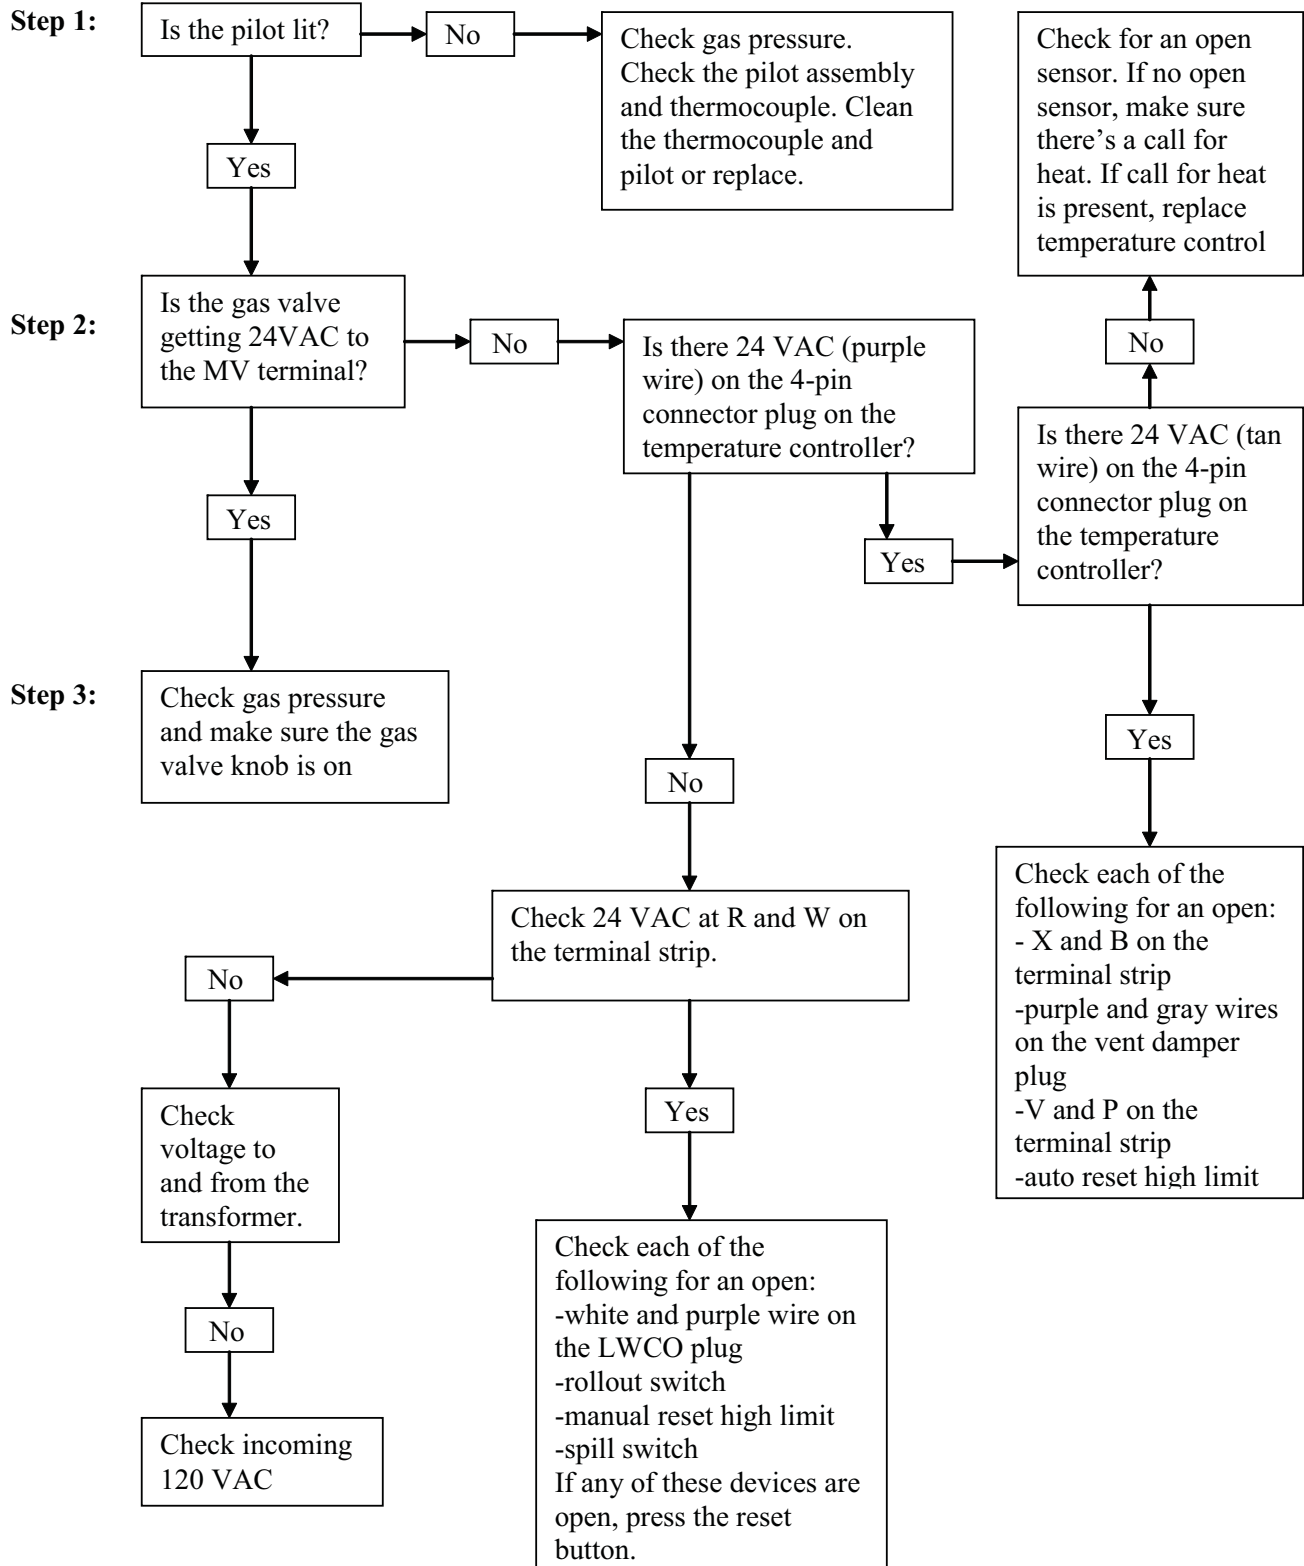 Step 1:
Is the pilot lit?
No
Check gas pressure.
Check the pilot assembly
and thermocouple. Clean
the thermocouple and
pilot or replace.
Check for an open
sensor. If no open
sensor, make sure
there's a call for
heat. If call for heat
is present, replace
temperature control
Yes
Step 2:
Is the gas valve
getting 24VAC to
the MV terminal?
No
Is there 24 VAC (purple
wire) on the 4-pin
connector plug on the
temperature controller?
No
Is there 24 VAC (tan
wire) on the 4-pin
connector plug on
the temperature
controller?
Yes
Yes
Step 3:
Check gas pressure
and make sure the gas
valve knob is on
No
Yes
Check each of the
following for an open:
- X and B on the
terminal strip
-purple and gray wires
on the vent damper
plug
-V and P on the
terminal strip
-auto reset high limit
Check 24 VAC at R and W on
the terminal strip.
No
Check
voltage to
and from the
transformer.
Yes
No
Check incoming
120 VAC
Check each of the
following for an open:
-white and purple wire on
the LWCO plug
-rollout switch
-manual reset high limit
-spill switch
If any of these devices are
open, press the reset
button.